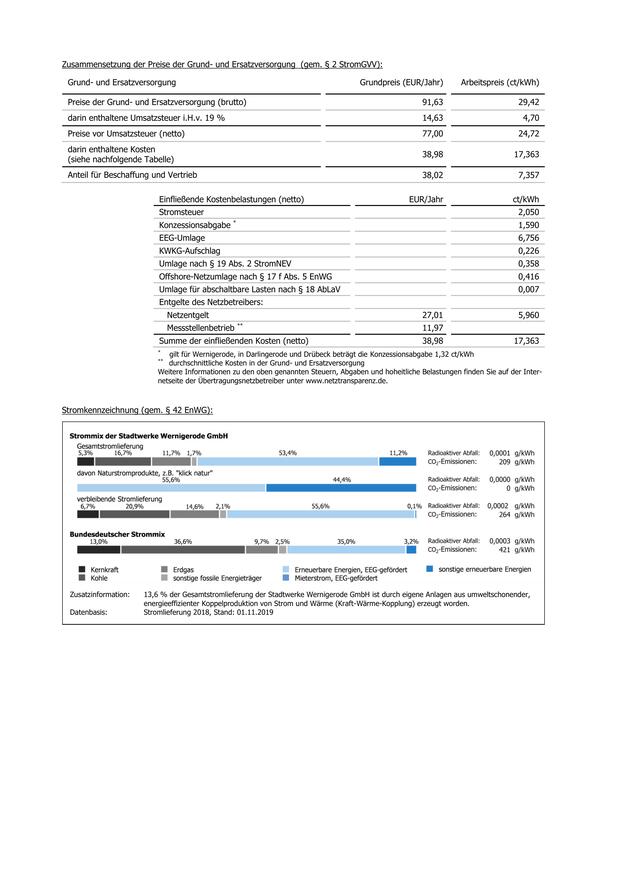 Zusammensetzung der Preise der Grund- und Ersatzversorgung (gem. § 2 StromGVV):
Grund- und Ersatzversorgung Grundpreis (EUR/Jahr) Arbeitspreis (ct/kWh)
Preise der Grund- und Ersatzversorgung (brutto) 91,63 29,42
darin enthaltene Umsatzsteuer i.H.v. 19 % 14,63 4,70
Preise vor Umsatzsteuer (netto) 77,00 24,72
darin enthaltene Kosten
(siehe nachfolgende Tabelle) 38,98 17,363
Anteil für Beschaffung und Vertrieb 38,02 7,357
Einfließende Kostenbelastungen (netto) EUR/Jahr ct/kWh
Stromsteuer 2,050
Konzessionsabgabe * 1,590
EEG-Umlage 6,756
KWKG-Aufschlag 0,226
Umlage nach § 19 Abs. 2 StromNEV 0,358
Offshore-Netzumlage nach § 17 f Abs. 5 EnWG 0,416
Umlage für abschaltbare Lasten nach § 18 AbLaV 0,007
Entgelte des Netzbetreibers:
Netzentgelt 27,01 5,960
Messstellenbetrieb ** 11,97
Summe der einfließenden Kosten (netto) 38,98 17,363
* gilt für Wernigerode, in Darlingerode und Drübeck beträgt die Konzessionsabgabe 1,32 ct/kWh
** durchschnittliche Kosten in der Grund- und Ersatzversorgung
Weitere Informationen zu den oben genannten Steuern, Abgaben und hoheitliche Belastungen finden Sie auf der Inter-
netseite der Übertragungsnetzbetreiber unter www.netztransparenz.de.
Stromkennzeichnung (gem. § 42 EnWG):
Strommix der Stadtwerke Wernigerode GmbH
Gesamtstromlieferung
5,3% 16,7% 11,7% 1,7% 53,4% 11,2% Radioaktiver Abfall: 0,0001 g/kWh
CO₂-Emissionen: 209 g/kWh
davon Naturstromprodukte, z.B. "klick natur"
55,6% 44,4% Radioaktiver Abfall: 0,0000 g/kWh
CO₂-Emissionen: 0 g/kWh
verbleibende Stromlieferung
6,7% 20,9% 14,6% 2,1% 55,6% 0,1% Radioaktiver Abfall: 0,0002 g/kWh
CO₂-Emissionen: 264 g/kWh
Bundesdeutscher Strommix
13,0% 36,6% 9,7% 2,5% 35,0% 3,2% Radioaktiver Abfall: 0,0003 g/kWh
CO₂-Emissionen: 421 g/kWh
Kernkraft Erdgas Erneuerbare Energien, EEG-gefördert sonstige erneuerbare Energien
Kohle sonstige fossile Energieträger Mieterstrom, EEG-gefördert
Zusatzinformation: 13,6 % der Gesamtstromlieferung der Stadtwerke Wernigerode GmbH ist durch eigene Anlagen aus umweltschonender,
energieeffizienter Koppelproduktion von Strom und Wärme (Kraft-Wärme-Kopplung) erzeugt worden.
Datenbasis: Stromlieferung 2018, Stand: 01.11.2019